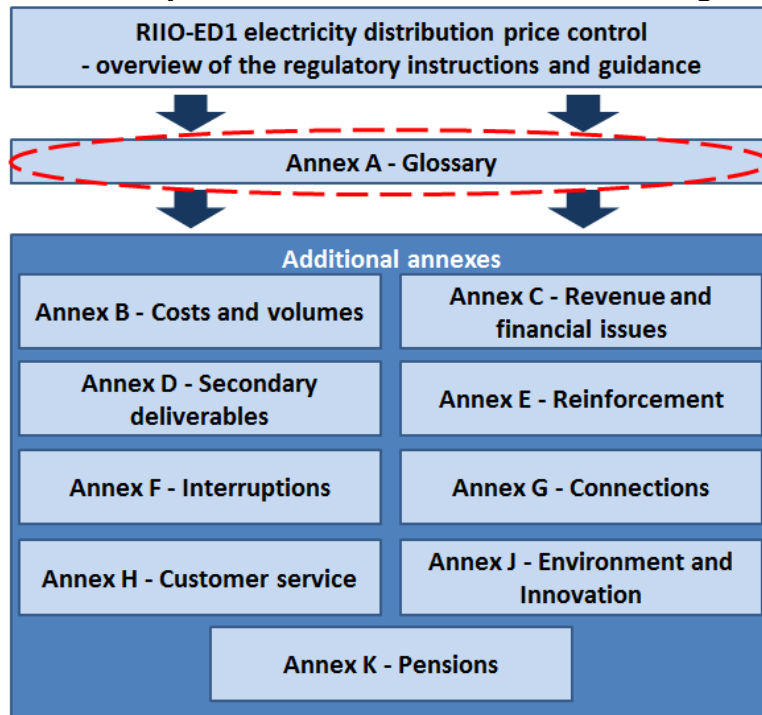 RIIO-ED1 electricity distribution price control
- overview of the regulatory instructions and guidance
Annex A - Glossary
Additional annexes
Annex B - Costs and volumes
Annex C - Revenue and
financial issues
Annex D - Secondary
deliverables
Annex E - Reinforcement
Annex F - Interruptions
Annex G - Connections
Annex H - Customer service
Annex J - Environment and
Innovation
Annex K - Pensions